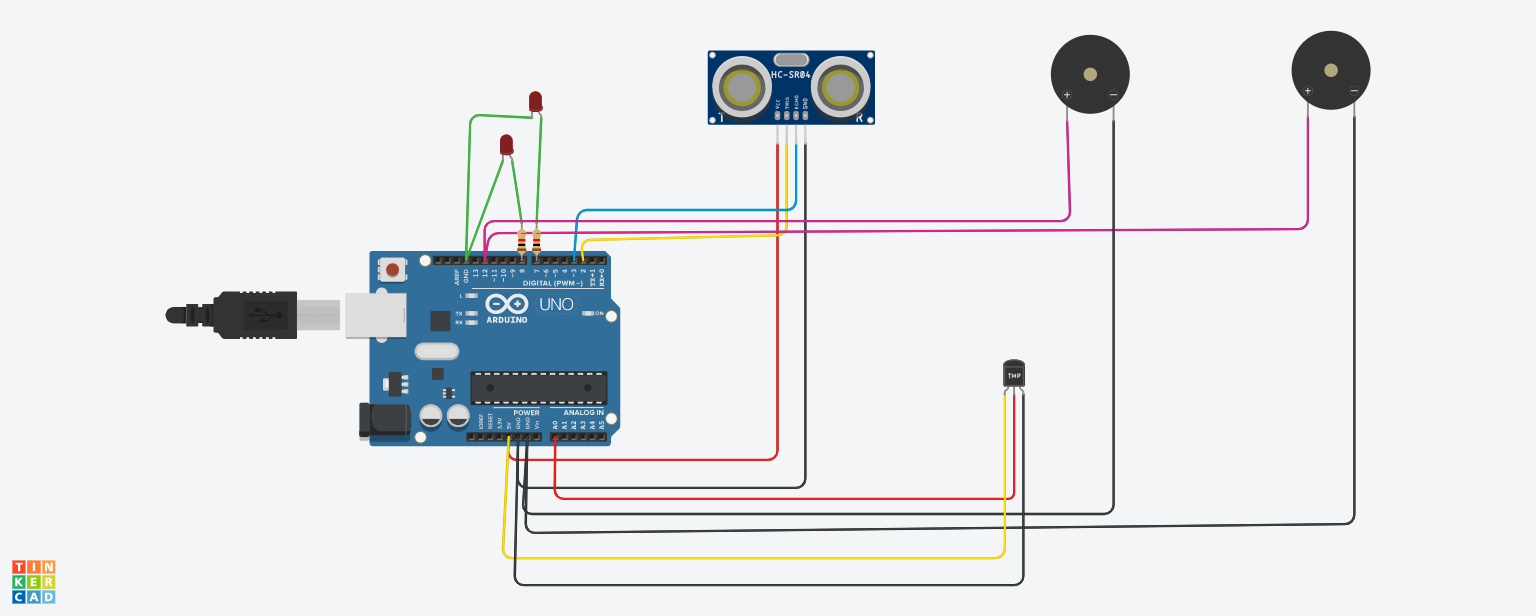 HC-SR04
VCC
TRIG
ECHO
GND
T
R
+
−
+
−
AREF
GND
13
12
~11
~10
~9
8
7
~6
~5
4
~3
2
TX→1
RX←0
DIGITAL (PWM~)
L
TX
RX
ARDUINO
UNO
ON
TMP
POWER
ANALOG IN
IOREF
RESET
3.3V
5V
GND
GND
Vin
A0
A1
A2
A3
A4
A5
TIN
KER
CAD